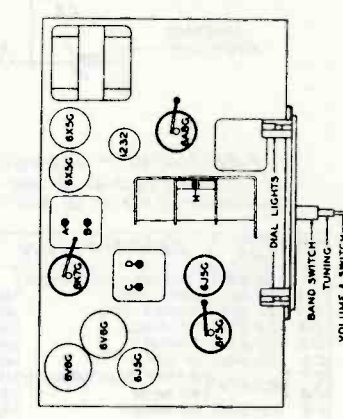 6X5G
6X5G
1232
6A8G
A
B
H
DIAL LIGHTS
6K7G
D
C
6J5G
6V6G
6V6G
6J5G
6F5G
BAND SWITCH
TUNING
VOLUME & SWITCH